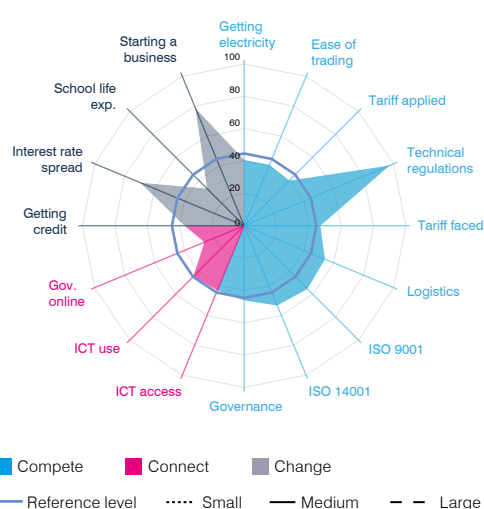 Getting
electricity
Ease of
trading
Tariff applied
Technical
regulations
Tariff faced
Logistics
ISO 9001
ISO 14001
Governance
ICT access
ICT use
Gov.
online
Getting
credit
Interest rate
spread
School life
exp.
Starting a
business
100
80
60
40
20
0
Compete Connect Change
Reference level Small Medium Large